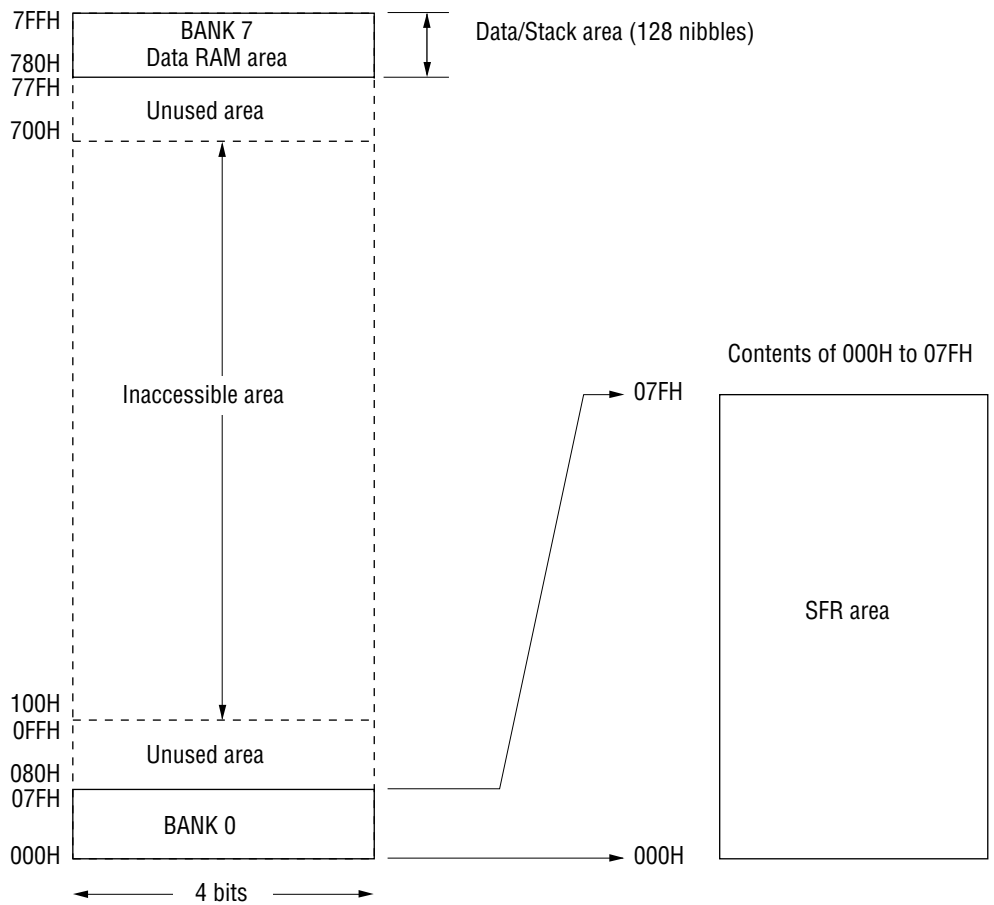 7FFH
BANK 7
Data RAM area
Data/Stack area (128 nibbles)
780H
77FH
Unused area
700H
Inaccessible area
Contents of 000H to 07FH
07FH
SFR area
100H
0FFH
Unused area
080H
07FH
BANK 0
000H
000H
4 bits